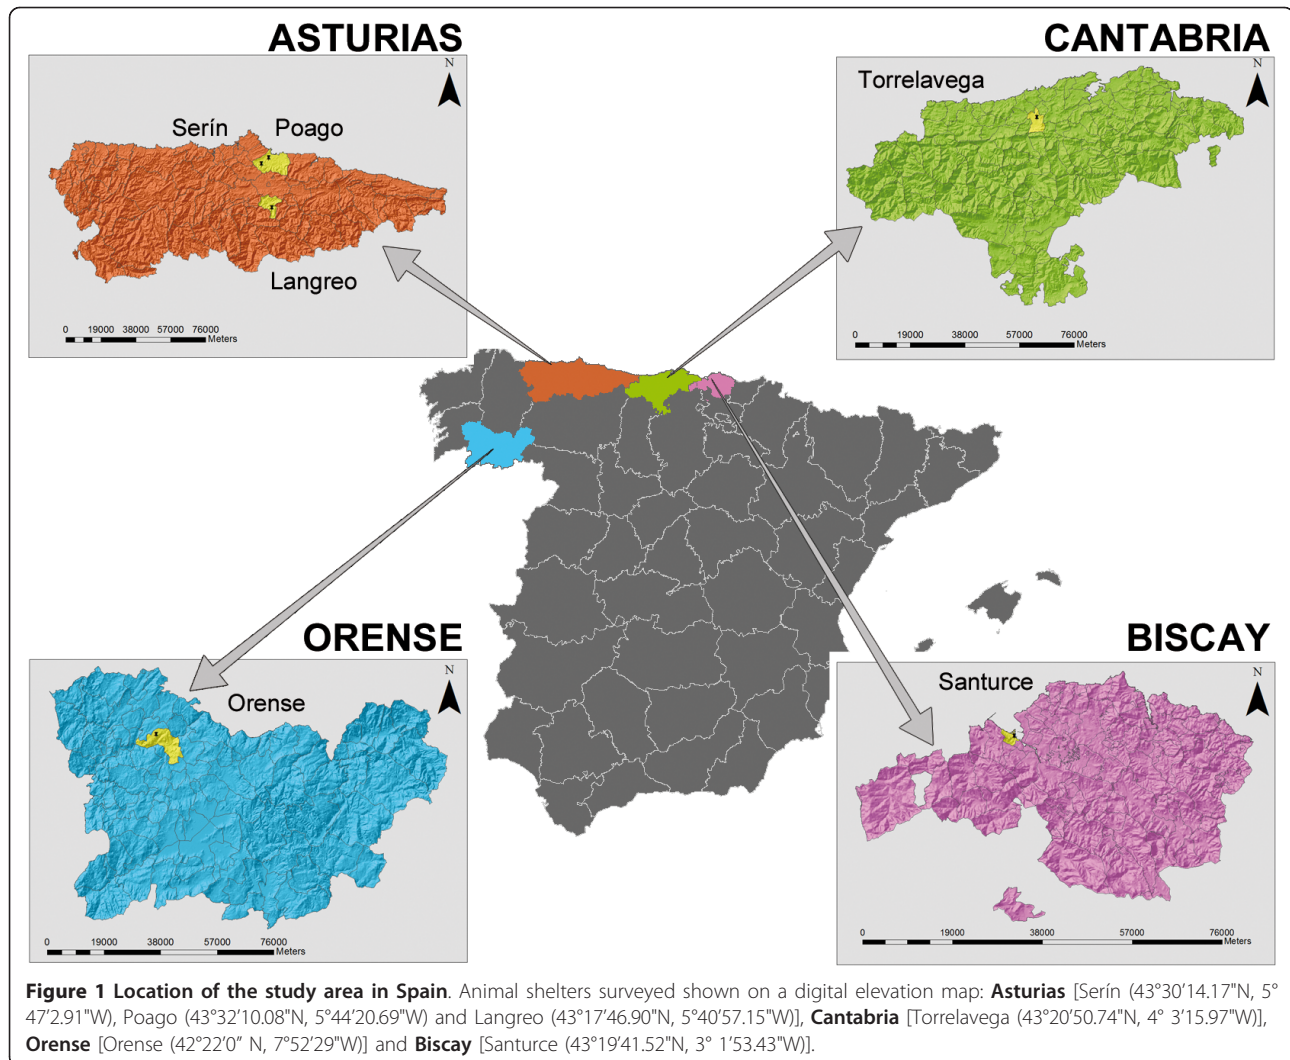 ASTURIAS
N
Serín Poago
Langreo
0 19000 38000 57000 76000
Meters
CANTABRIA
N
Torrelavega
0 19000 38000 57000 76000
Meters
ORENSE
N
Orense
0 19000 38000 57000 76000
Meters
BISCAY
N
Santurce
0 19000 38000 57000 76000
Meters
Figure 1 Location of the study area in Spain. Animal shelters surveyed shown on a digital elevation map: Asturias [Serín (43°30'14.17"N, 5°
47'2.91"W), Poago (43°32'10.08"N, 5°44'20.69"W) and Langreo (43°17'46.90"N, 5°40'57.15"W)], Cantabria [Torrelavega (43°20'50.74"N, 4° 3'15.97"W)],
Orense [Orense (42°22'0” N, 7°52'29"W)] and Biscay [Santurce (43°19'41.52"N, 3° 1'53.43"W)].